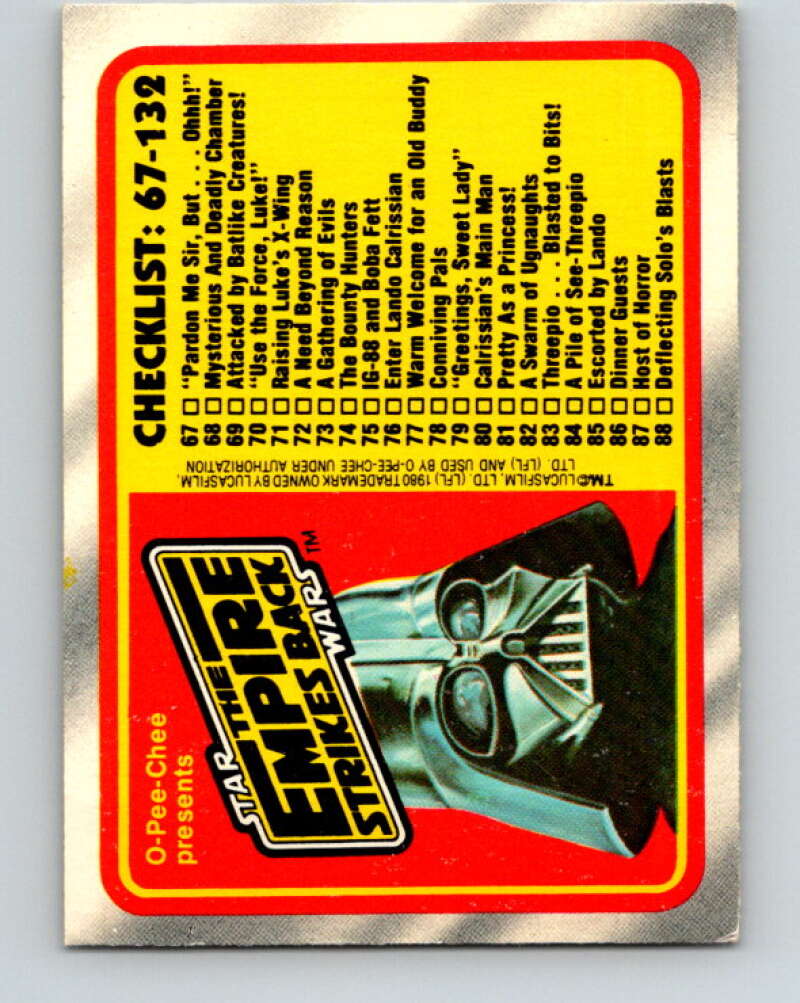 O-Pee-Chee
presents
STAR
THE
EMPIRE
STRIKES BACK
WARS
TM
TM©LUCASFILM, LTD. (LFL) 1980 TRADEMARK OWNED BY LUCASFILM,
LTD. (LFL) AND USED BY O-PEE-CHEE UNDER AUTHORIZATION
CHECKLIST: 67-132
67 □ "Pardon Me Sir, But . . . Ohhh!"
68 □ Mysterious And Deadly Chamber
69 □ Attacked by Batlike Creatures!
70 □ "Use the Force, Luke!"
71 □ Raising Luke's X-Wing
72 □ A Need Beyond Reason
73 □ A Gathering of Evils
74 □ The Bounty Hunters
75 □ IG-88 and Boba Fett
76 □ Enter Lando Calrissian
77 □ Warm Welcome for an Old Buddy
78 □ Conniving Pals
79 □ "Greetings, Sweet Lady"
80 □ Calrissian's Main Man
81 □ Pretty As a Princess!
82 □ A Swarm of Ugnaughts
83 □ Threepio . . . Blasted to Bits!
84 □ A Pile of See-Threepio
85 □ Escorted by Lando
86 □ Dinner Guests
87 □ Host of Horror
88 □ Deflecting Solo's Blasts